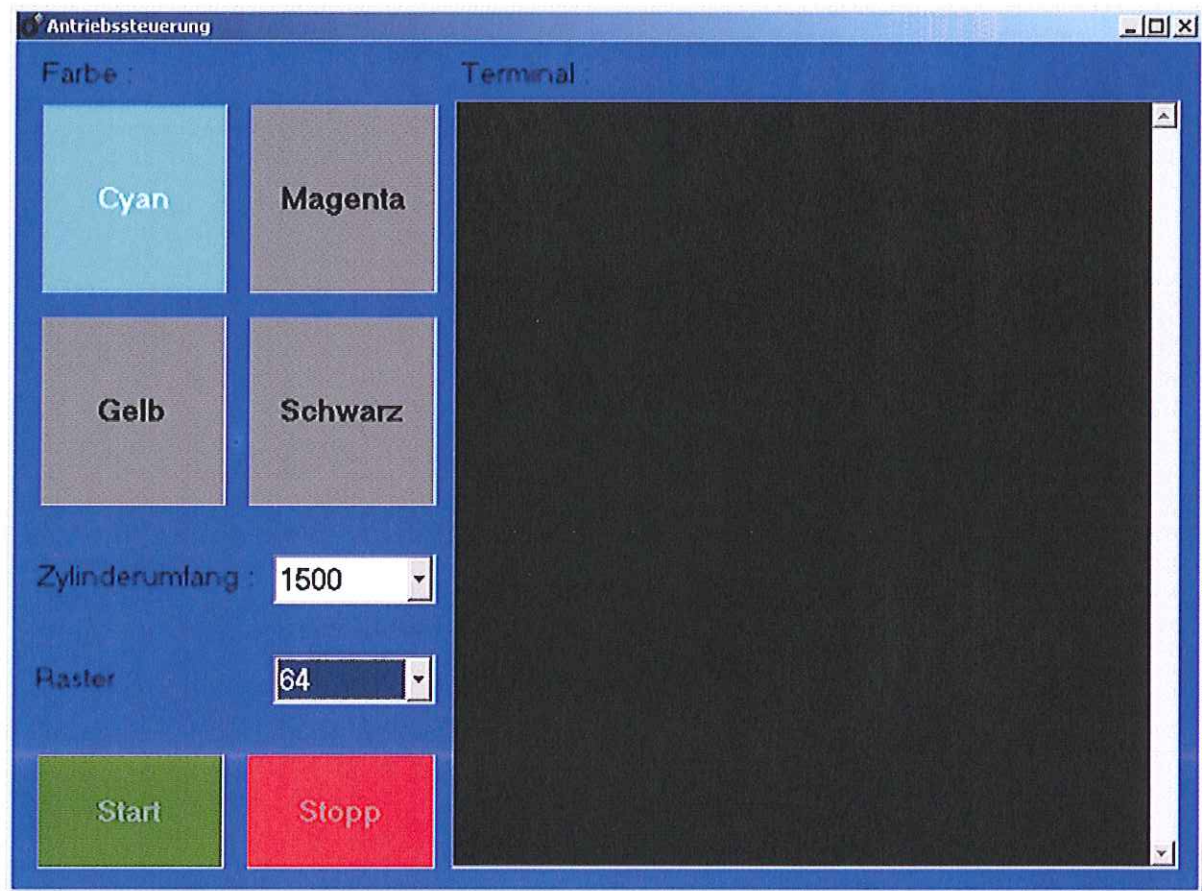 Antriebssteuerung
Farbe :
Terminal :
Cyan
Magenta
Gelb
Schwarz
Zylinderumfang :
1500
Raster
64
Start
Stopp